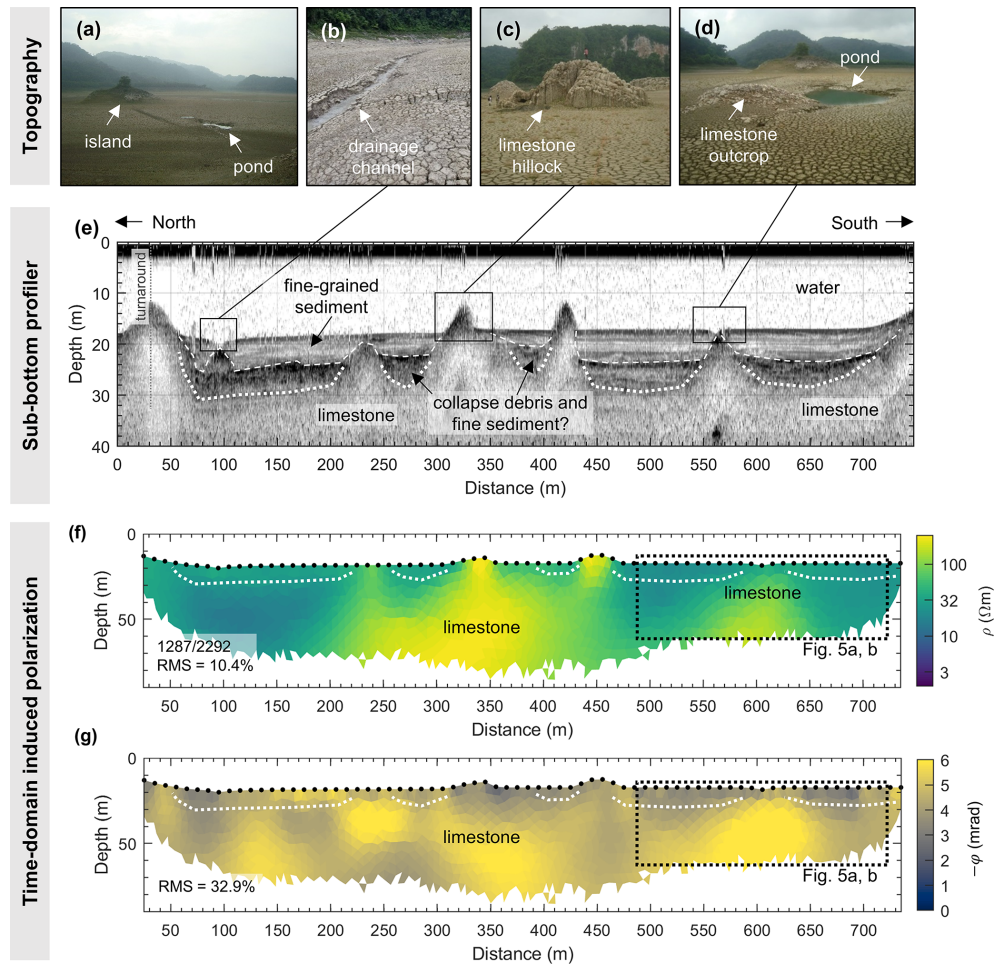 Topography
(a)
island
pond
(b)
drainage
channel
(c)
limestone
hillock
(d)
pond
limestone
outcrop
Sub-bottom profiler
(e)
North
South
turnaround
fine-grained
sediment
water
limestone
collapse debris and
fine sediment?
limestone
Depth (m)
0
10
20
30
40
0 50 100 150 200 250 300 350 400 450 500 550 600 650 700
Distance (m)
Time-domain induced polarization
(f)
Depth (m)
0
50
limestone
limestone
1287/2292
RMS = 10.4%
Fig. 5a, b
50 100 150 200 250 300 350 400 450 500 550 600 650 700
Distance (m)
100
32
10
3
ρ (Ωm)
(g)
Depth (m)
0
50
limestone
RMS = 32.9%
Fig. 5a, b
50 100 150 200 250 300 350 400 450 500 550 600 650 700
Distance (m)
6
5
4
3
2
1
0
−φ (mrad)